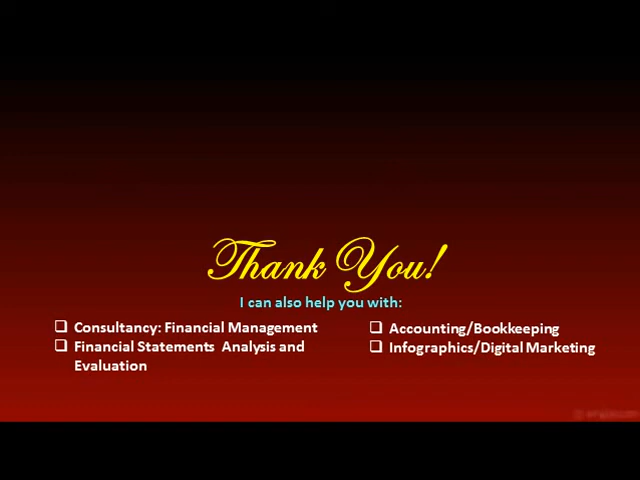 Thank You!
I can also help you with:
❑ Consultancy: Financial Management
❑ Financial Statements Analysis and
Evaluation
❑ Accounting/Bookkeeping
❑ Infographics/Digital Marketing